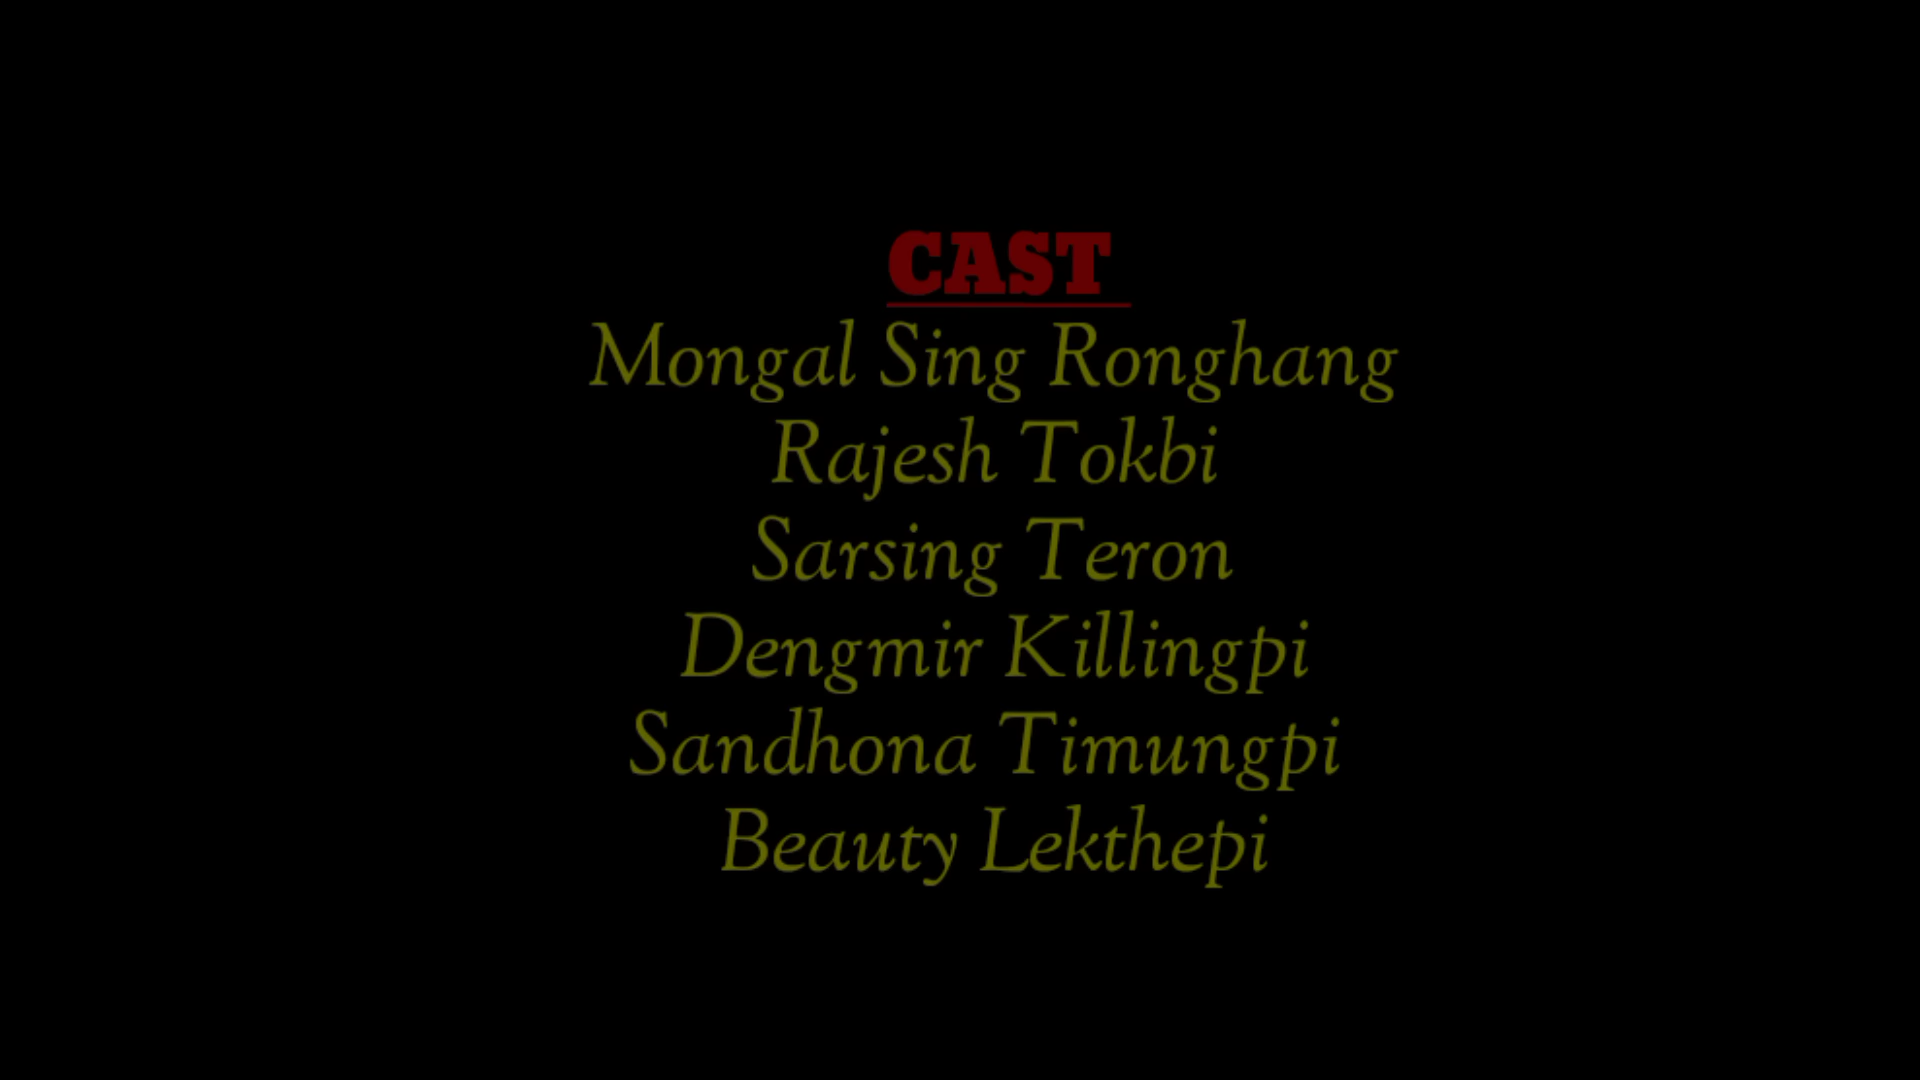 CAST
Mongal Sing Ronghang
Rajesh Tokbi
Sarsing Teron
Dengmir Killingpi
Sandhona Timungpi
Beauty Lekthepi